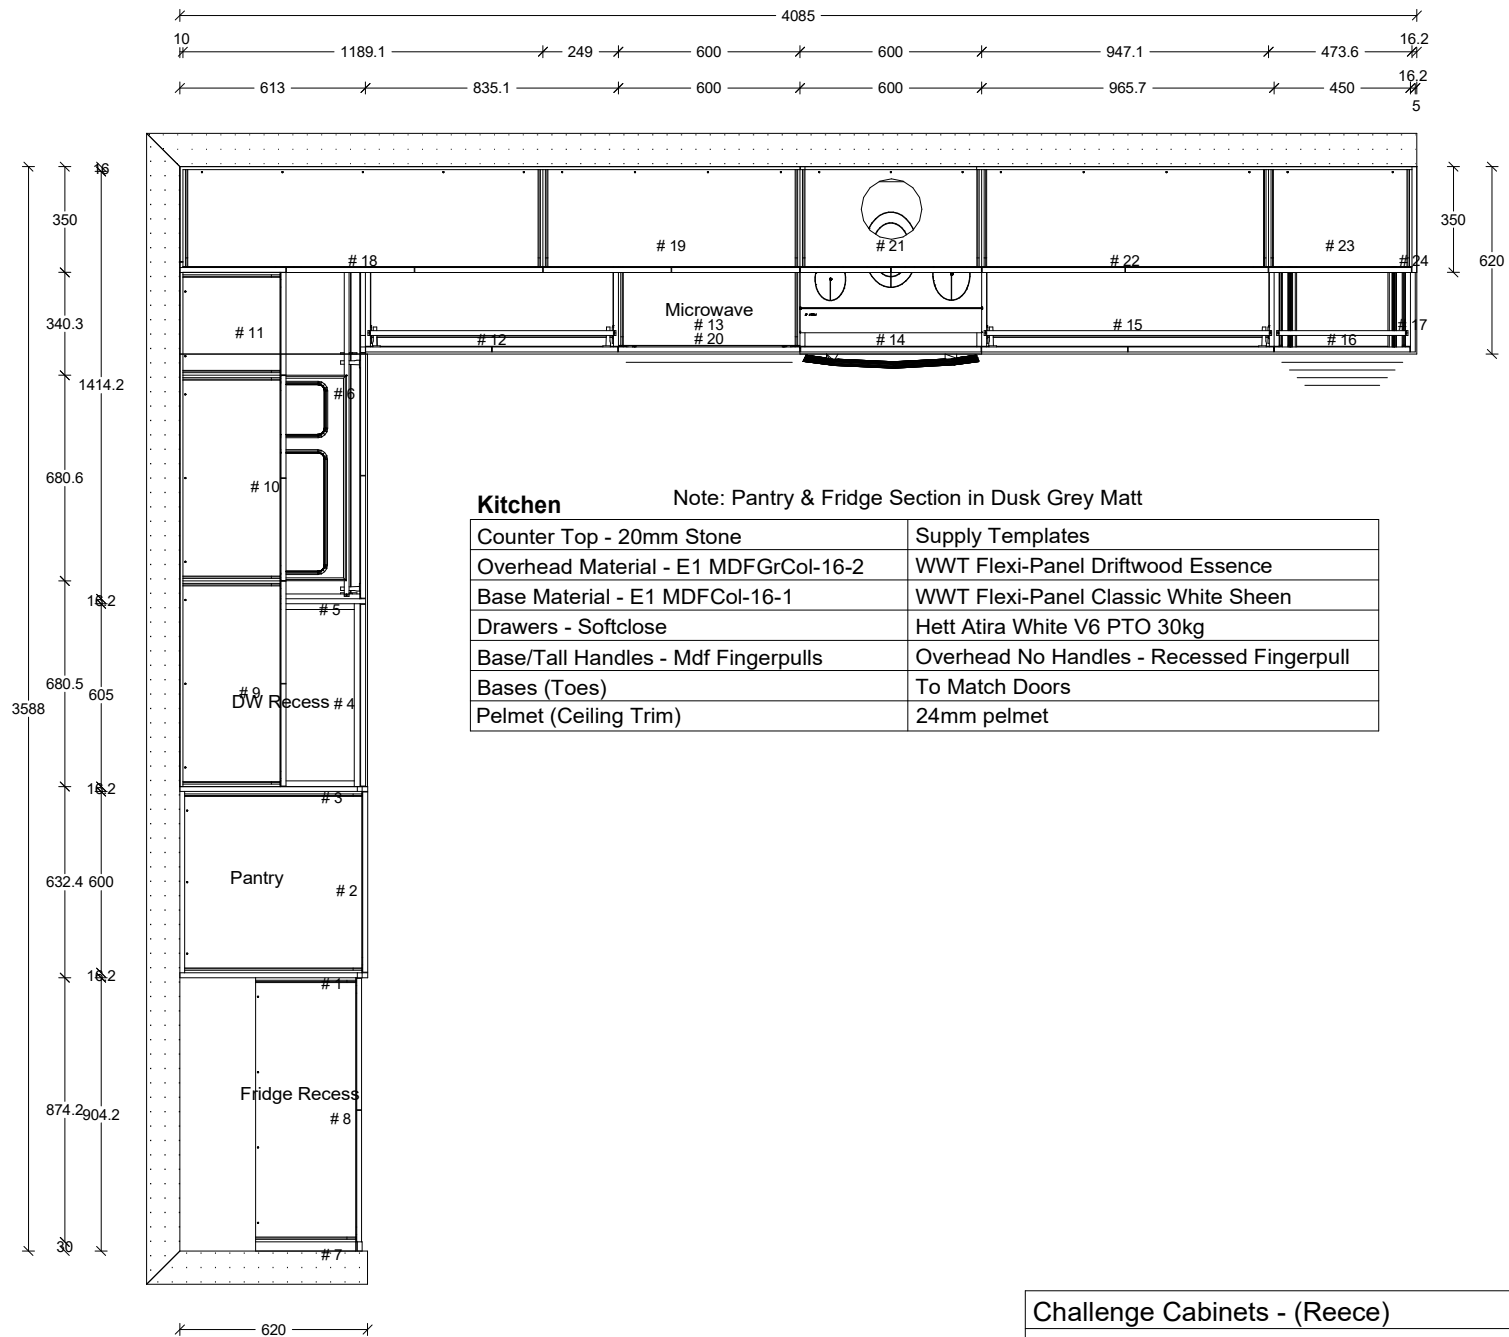 4085
10 1189.1 249 600 600 947.1 473.6 16.2
613 835.1 600 600 965.7 450 16.2
5
16
350
350
620
# 18
# 19
# 21
# 22
# 23
# 24
340.3
# 11
Microwave
# 13
# 20
# 12
# 14
# 15
# 16
# 17
1414.2
# 6
680.6
# 10
Kitchen
Note: Pantry & Fridge Section in Dusk Grey Matt
Counter Top - 20mm Stone Supply Templates
Overhead Material - E1 MDFGrCol-16-2 WWT Flexi-Panel Driftwood Essence
Base Material - E1 MDFCol-16-1 WWT Flexi-Panel Classic White Sheen
Drawers - Softclose Hett Atira White V6 PTO 30kg
Base/Tall Handles - Mdf Fingerpulls Overhead No Handles - Recessed Fingerpull
Bases (Toes) To Match Doors
Pelmet (Ceiling Trim) 24mm pelmet
# 5
680.5
605
3588
# 9
DW Recess # 4
# 3
Pantry
632.4 600
# 2
# 1
Fridge Recess
874.2 904.2
# 8
30
# 7
620
Challenge Cabinets - (Reece)